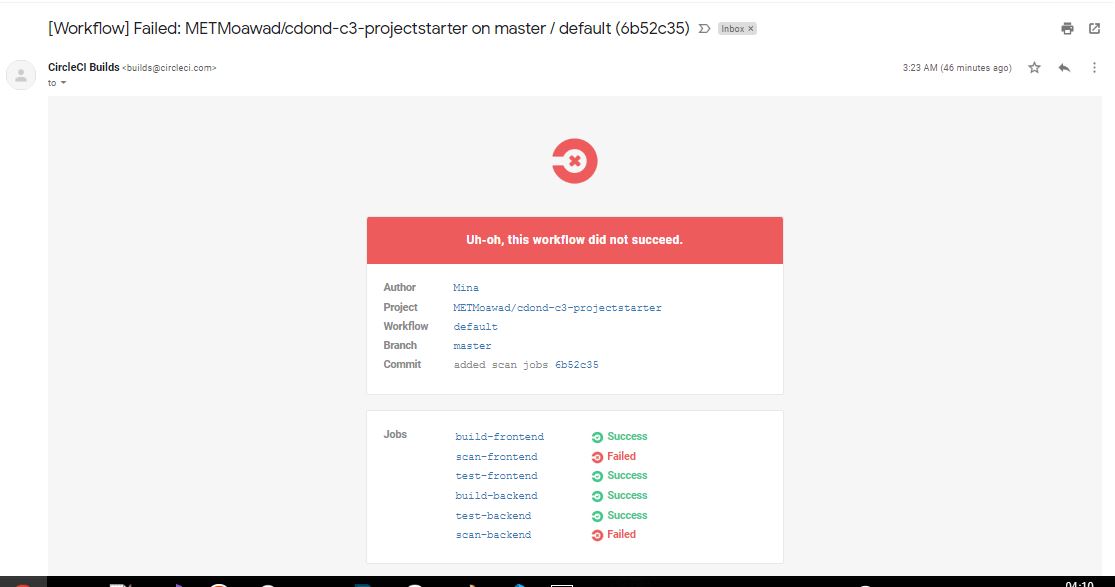 [Workflow] Failed: METMoawad/cdond-c3-projectstarter on master / default (6b52c35) Inbox ×
CircleCI Builds <builds@circleci.com> 3:23 AM (46 minutes ago)
to
Uh-oh, this workflow did not succeed.
Author Mina
Project METMoawad/cdond-c3-projectstarter
Workflow default
Branch master
Commit added scan jobs 6b52c35
Jobs build-frontend Success
scan-frontend Failed
test-frontend Success
build-backend Success
test-backend Success
scan-backend Failed
04:10